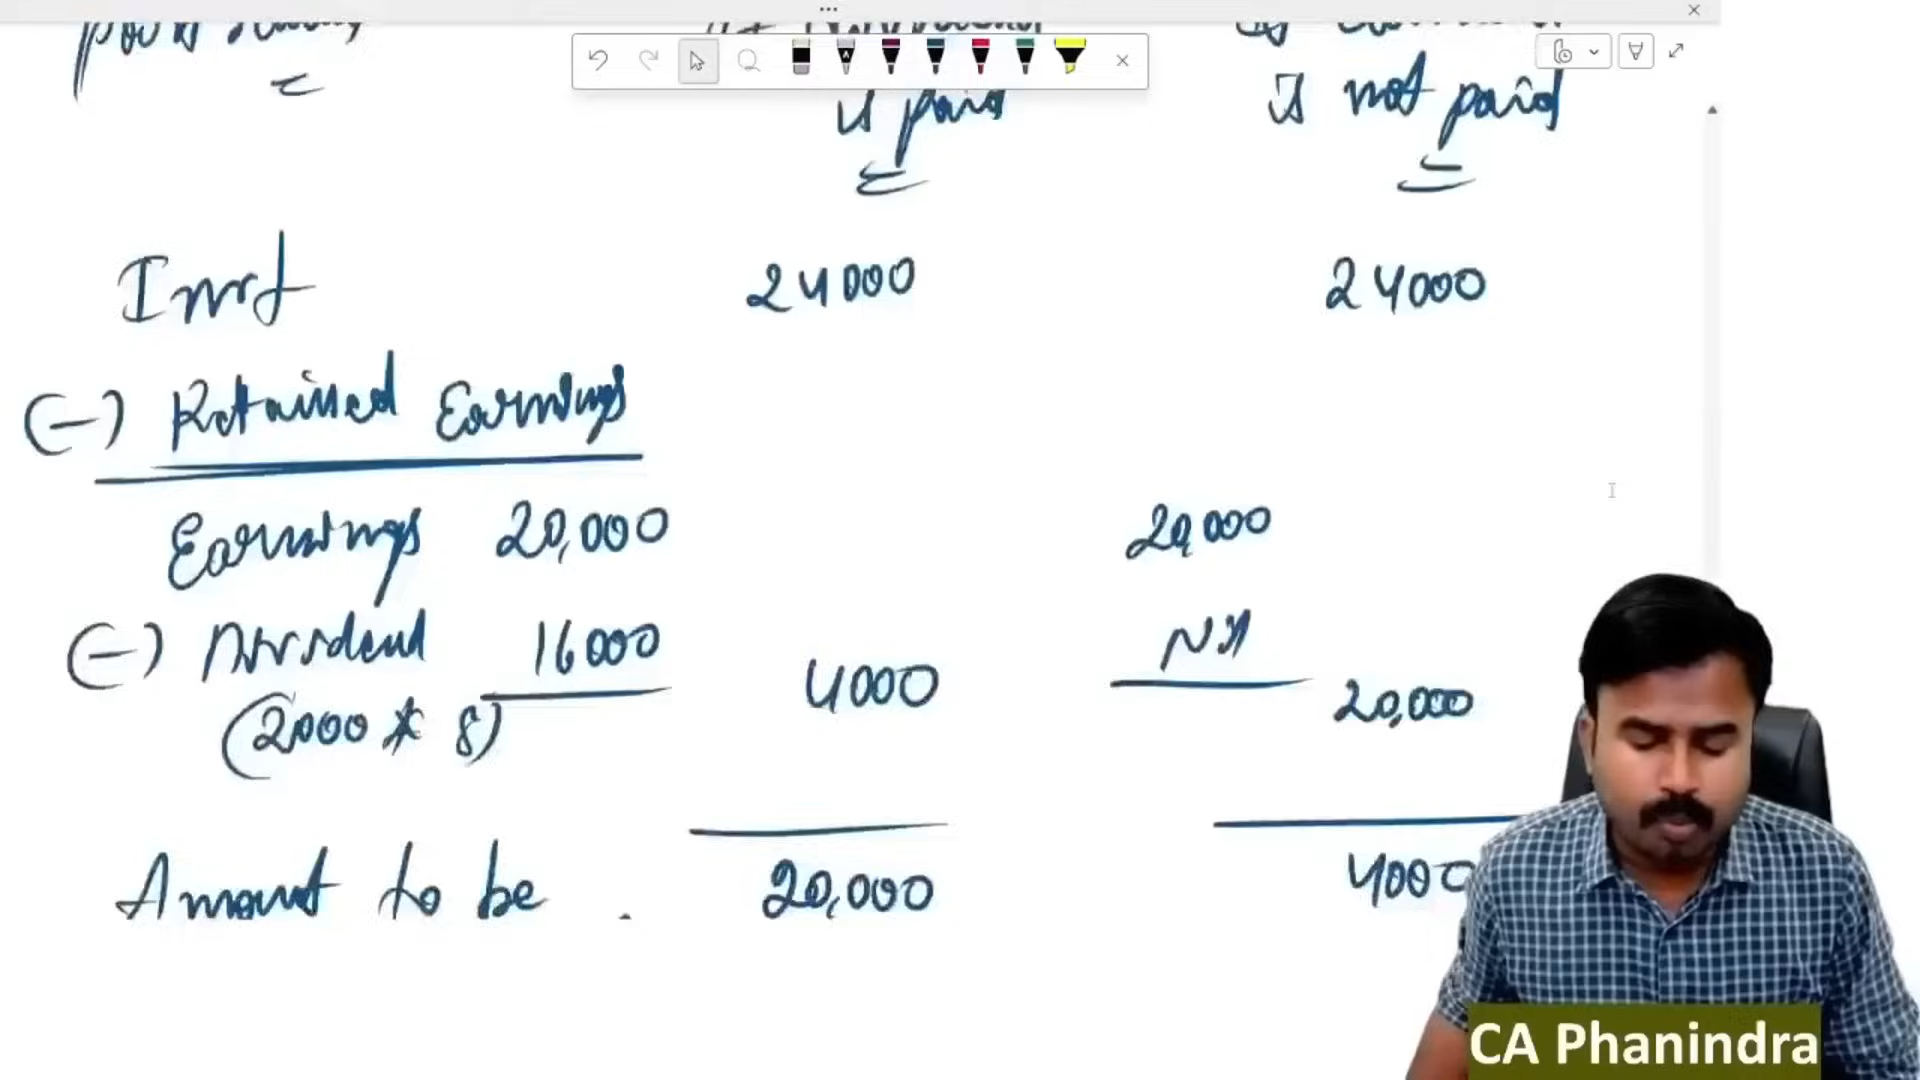 is paid
is not paid
Invt 24000 24000
(-) Retained Earnings
Earnings 20,000 20,000
(-) Dividend 16000 4000 Nil 20,000
(2000 * 8)
Amount to be 20,000 4000
CA Phanindra